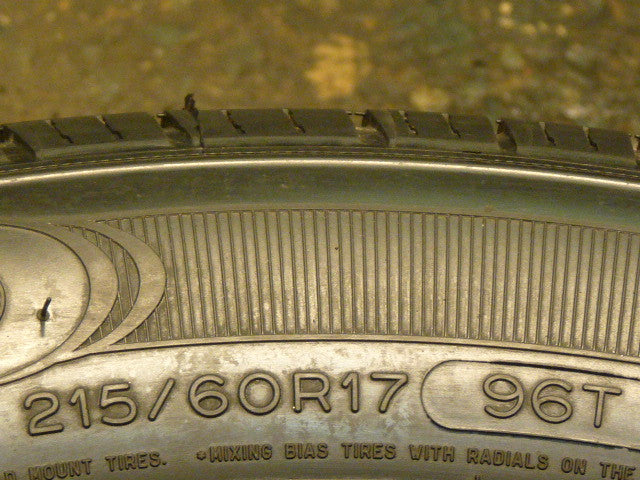 215/60R17 96T
MOUNT TIRES. *MIXING BIAS TIRES WITH RADIALS ON THE